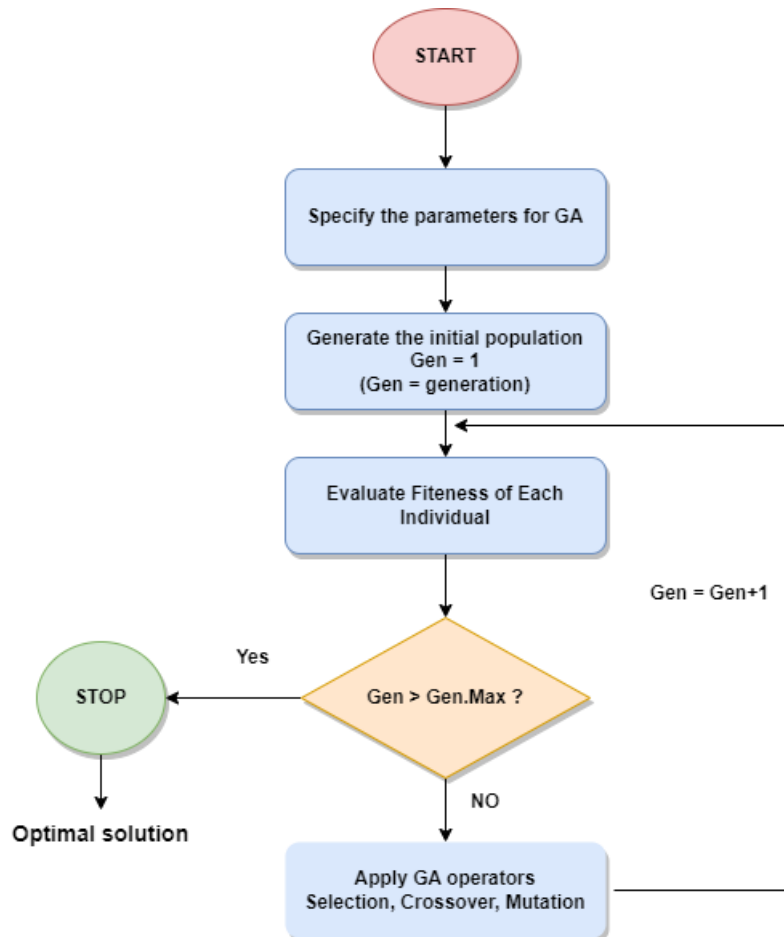 START
Specify the parameters for GA
Generate the initial population
Gen = 1
(Gen = generation)
Evaluate Fiteness of Each
Individual
Gen = Gen+1
Yes
Gen > Gen.Max ?
STOP
NO
Optimal solution
Apply GA operators
Selection, Crossover, Mutation